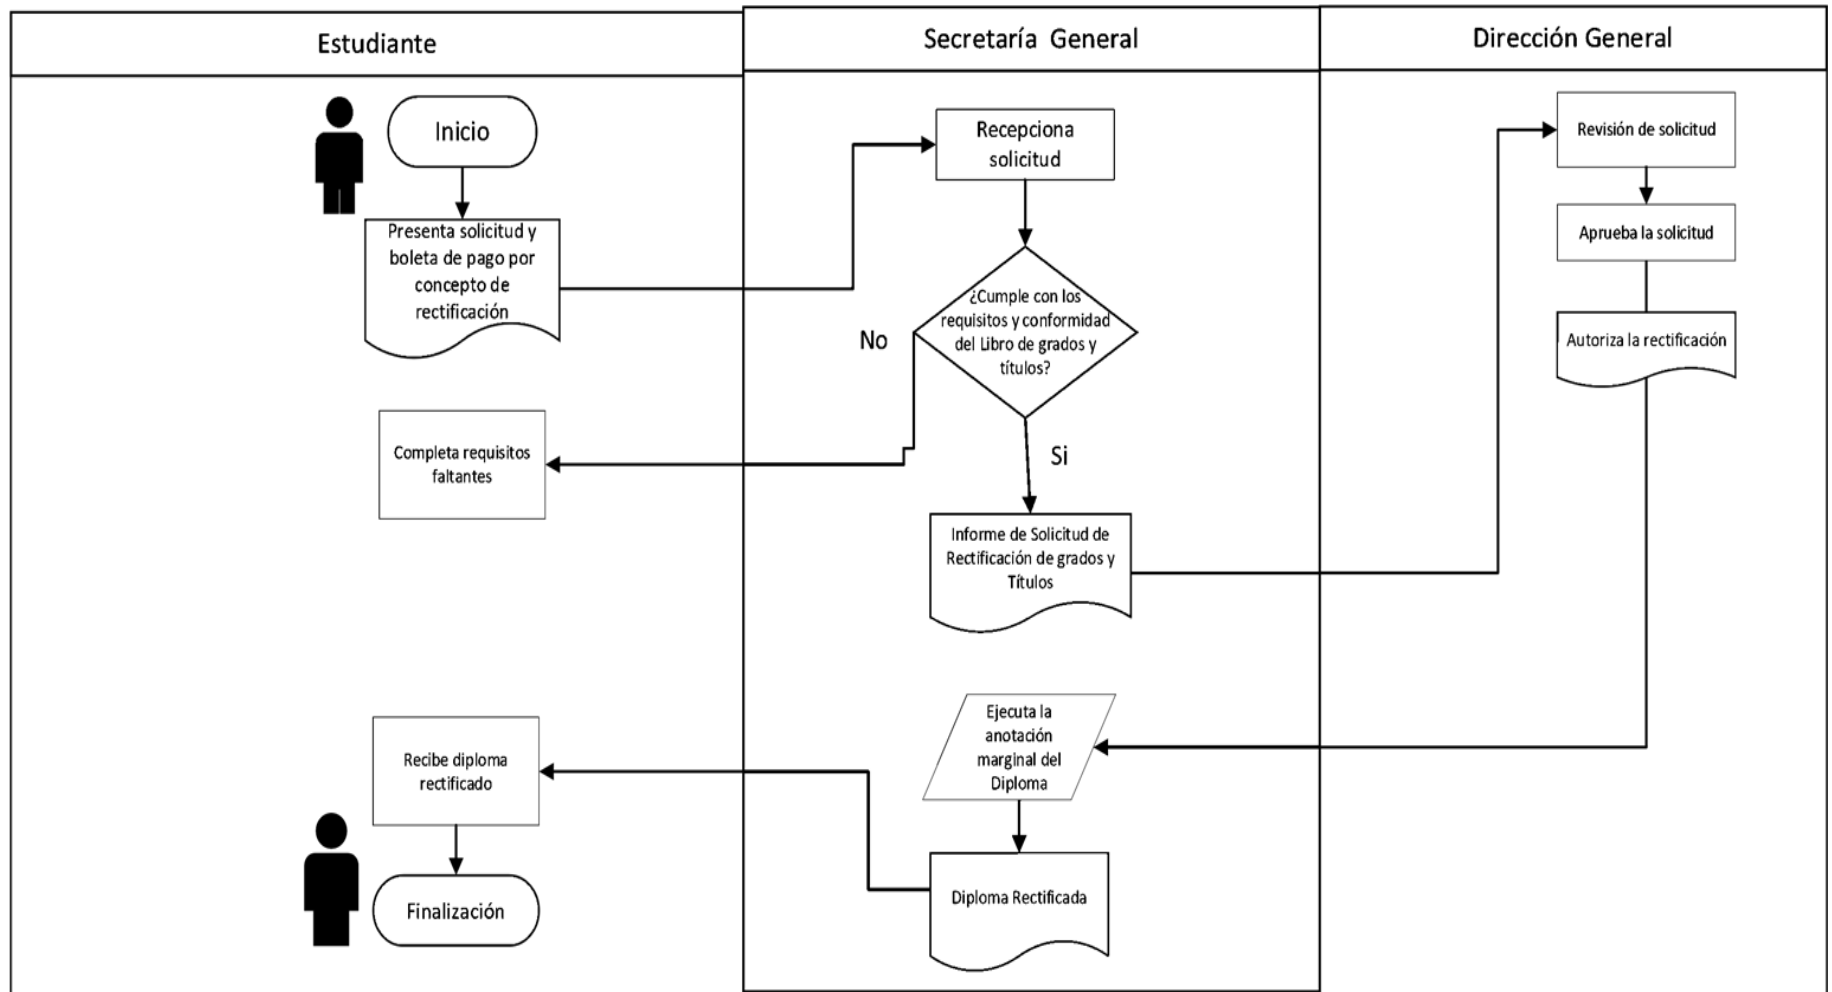 Estudiante
Secretaría General
Dirección General
Inicio
Presenta solicitud y
boleta de pago por
concepto de
rectificación
Recepciona
solicitud
¿Cumple con los
requisitos y conformidad
del Libro de grados y
títulos?
No
Si
Completa requisitos
faltantes
Informe de Solicitud de
Rectificación de grados y
Títulos
Revisión de solicitud
Aprueba la solicitud
Autoriza la rectificación
Ejecuta la
anotación
marginal del
Diploma
Diploma Rectificada
Recibe diploma
rectificado
Finalización